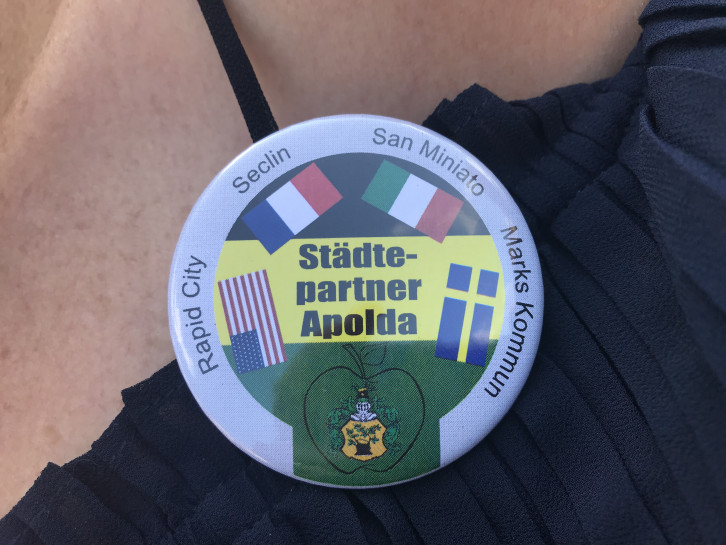 Rapid City
Seclin
San Miniato
Marks Kommun
Städte-
partner
Apolda